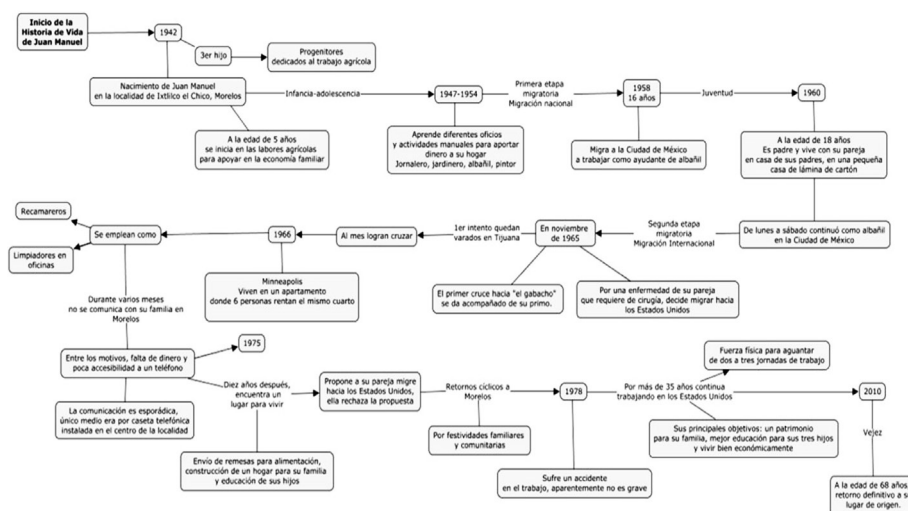 Inicio de la
Historia de Vida
de Juan Manuel
1942
3er hijo
Progenitores
dedicados al trabajo agrícola
Nacimiento de Juan Manuel
en la localidad de Ixtlilco el Chico, Morelos
A la edad de 5 años
se inicia en las labores agrícolas
para apoyar en la economía familiar
Infancia-adolescencia
1947-1954
Aprende diferentes oficios
y actividades manuales para aportar
dinero a su hogar
Jornalero, jardinero, albañil, pintor
Primera etapa
migratoria
Migración nacional
1958
16 años
Migra a la Ciudad de México
a trabajar como ayudante de albañil
Juventud
1960
A la edad de 18 años
Es padre y vive con su pareja
en casa de sus padres, en una pequeña
casa de lámina de cartón
De lunes a sábado continuó como albañil
en la Ciudad de México
Segunda etapa
migratoria
Migración Internacional
En noviembre
de 1965
El primer cruce hacia "el gabacho"
se da acompañado de su primo.
Por una enfermedad de su pareja
que requiere de cirugía, decide migrar hacia
los Estados Unidos
1er intento quedan
varados en Tijuana
Al mes logran cruzar
1966
Minneapolis
Viven en un apartamento
donde 6 personas rentan el mismo cuarto
Se emplean como
Recamareros
Limpiadores en
oficinas
Durante varios meses
no se comunica con su familia en
Morelos
Entre los motivos, falta de dinero y
poca accesibilidad a un teléfono
1975
La comunicación es esporádica,
único medio era por caseta telefónica
instalada en el centro de la localidad
Diez años después,
encuentra un
lugar para vivir
Envío de remesas para alimentación,
construcción de un hogar para su familia
y educación de sus hijos
Propone a su pareja migre
hacia los Estados Unidos,
ella rechaza la propuesta
Retornos cíclicos a
Morelos
Por festividades familiares
y comunitarias
1978
Sufre un accidente
en el trabajo, aparentemente no es grave
Por más de 35 años continua
trabajando en los Estados Unidos
Fuerza física para aguantar
de dos a tres jornadas de trabajo
Sus principales objetivos: un patrimonio
para su familia, mejor educación para sus tres hijos
y vivir bien económicamente
2010
Vejez
A la edad de 68 años,
retorno definitivo a su
lugar de origen.